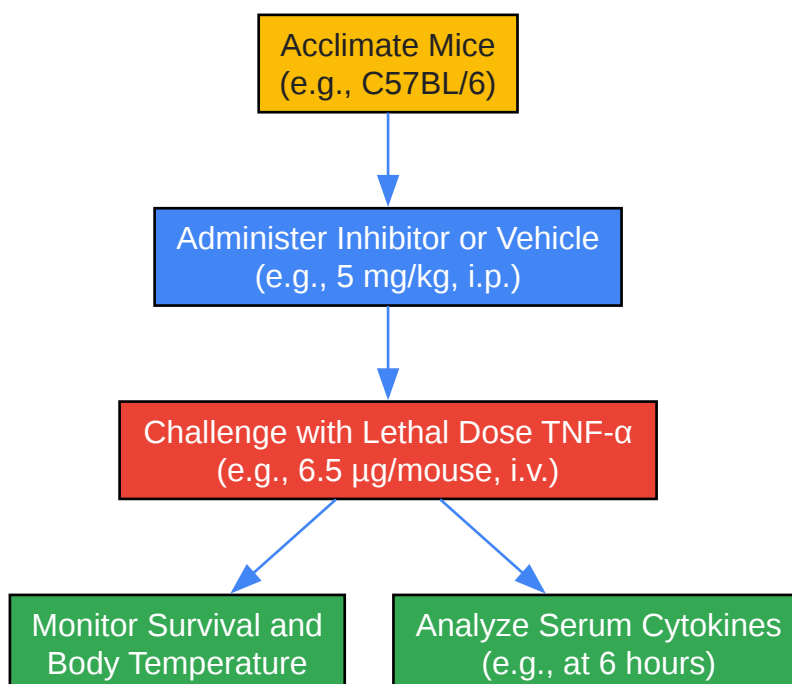 Acclimate Mice
(e.g., C57BL/6)
Administer Inhibitor or Vehicle
(e.g., 5 mg/kg, i.p.)
Challenge with Lethal Dose TNF-α
(e.g., 6.5 µg/mouse, i.v.)
Monitor Survival and
Body Temperature
Analyze Serum Cytokines
(e.g., at 6 hours)